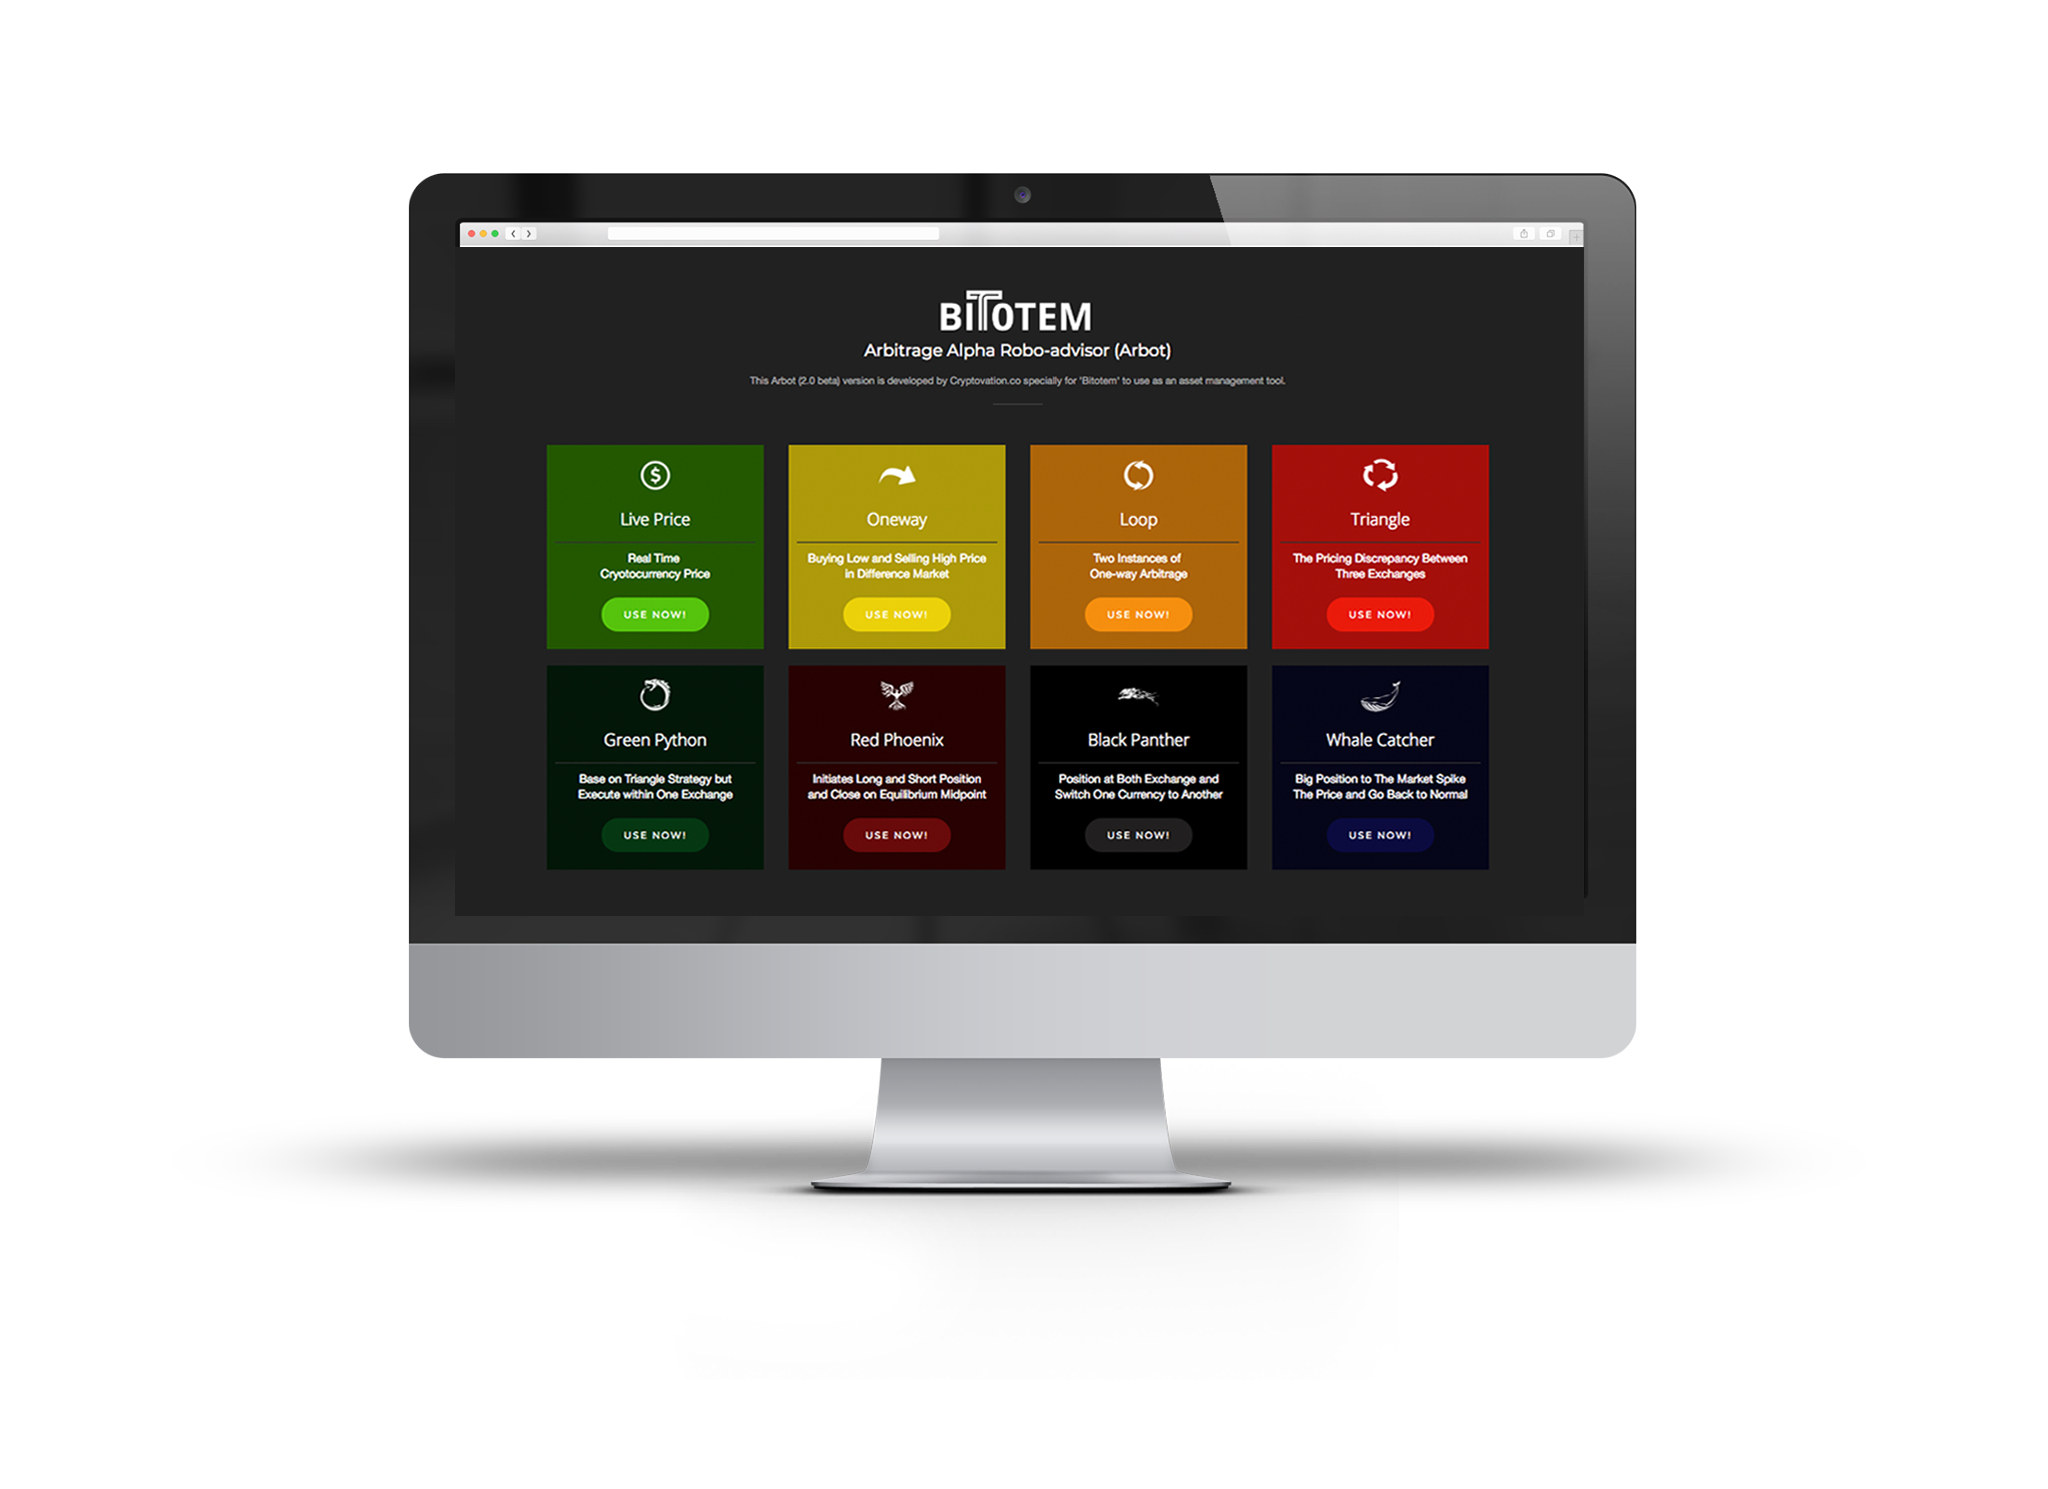 BITOTEM
Arbitrage Alpha Robo-advisor (Arbot)
This Arbot (2.0 beta) version is developed by Cryptovation.co specially for 'Bitotem' to use as an asset management tool.
Live Price
Real Time
Cryotocurrency Price
USE NOW!
Oneway
Buying Low and Selling High Price
in Difference Market
USE NOW!
Loop
Two Instances of
One-way Arbitrage
USE NOW!
Triangle
The Pricing Discrepancy Between
Three Exchanges
USE NOW!
Green Python
Base on Triangle Strategy but
Execute within One Exchange
USE NOW!
Red Phoenix
Initiates Long and Short Position
and Close on Equilibrium Midpoint
USE NOW!
Black Panther
Position at Both Exchange and
Switch One Currency to Another
USE NOW!
Whale Catcher
Big Position to The Market Spike
The Price and Go Back to Normal
USE NOW!